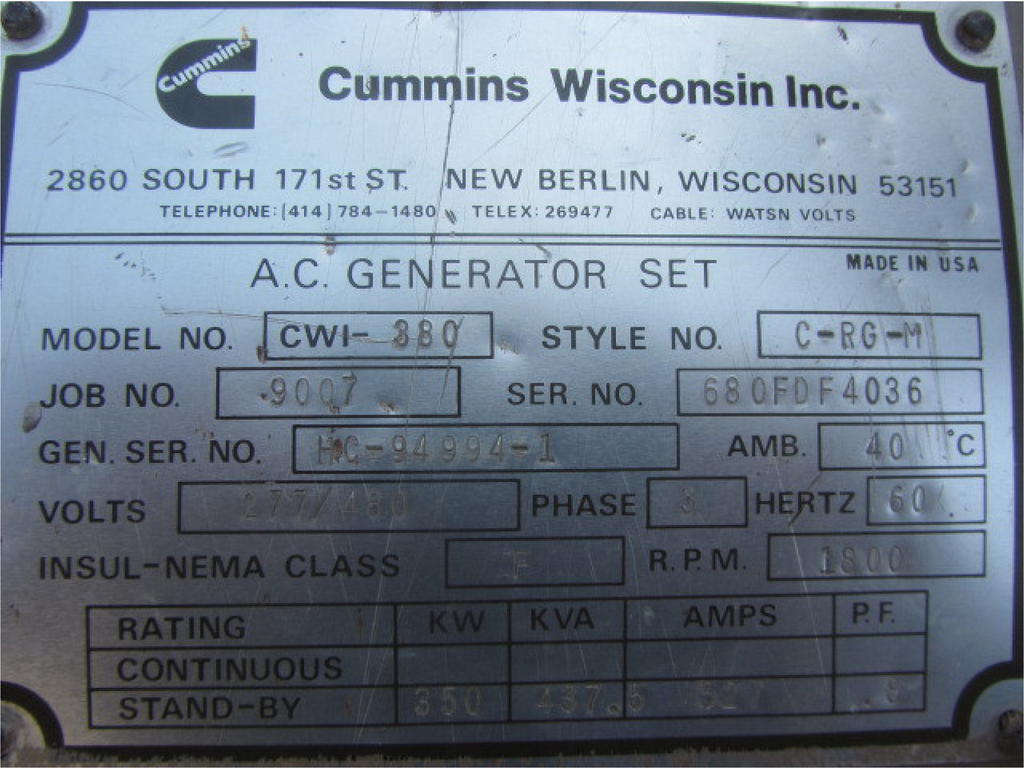 Cummins
Cummins Wisconsin Inc.
2860 SOUTH 171st ST. NEW BERLIN, WISCONSIN 53151
TELEPHONE: (414) 784-1480 TELEX: 269477 CABLE: WATSN VOLTS
A.C. GENERATOR SET MADE IN USA
MODEL NO. CWI-380 STYLE NO. C-RG-M
JOB NO. 9007 SER. NO. 680FDF4036
GEN. SER. NO. HC-94994-1 AMB. 40 °C
VOLTS 277/480 PHASE 3 HERTZ 60
INSUL-NEMA CLASS F R.P.M. 1800
RATING KW KVA AMPS P.F.
CONTINUOUS
STAND-BY 350 437.5 527 .8